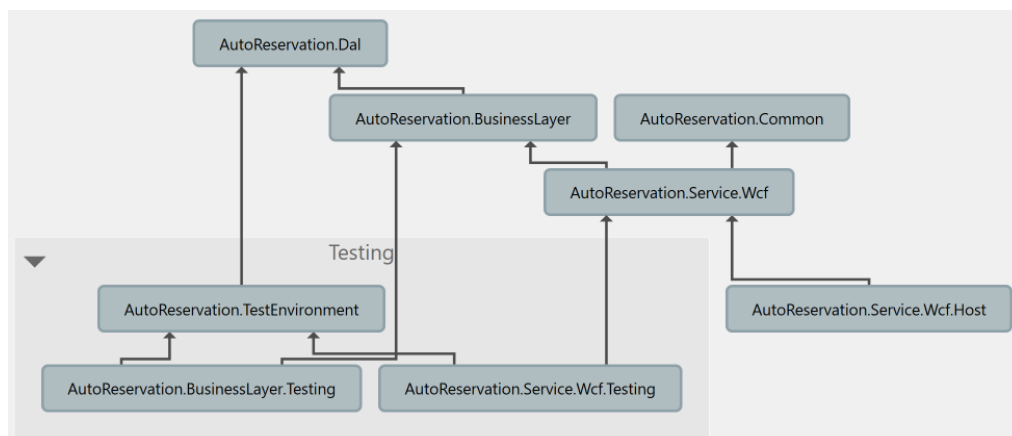 AutoReservation.Dal
AutoReservation.BusinessLayer
AutoReservation.Common
AutoReservation.Service.Wcf
Testing
AutoReservation.TestEnvironment
AutoReservation.Service.Wcf.Host
AutoReservation.BusinessLayer.Testing
AutoReservation.Service.Wcf.Testing